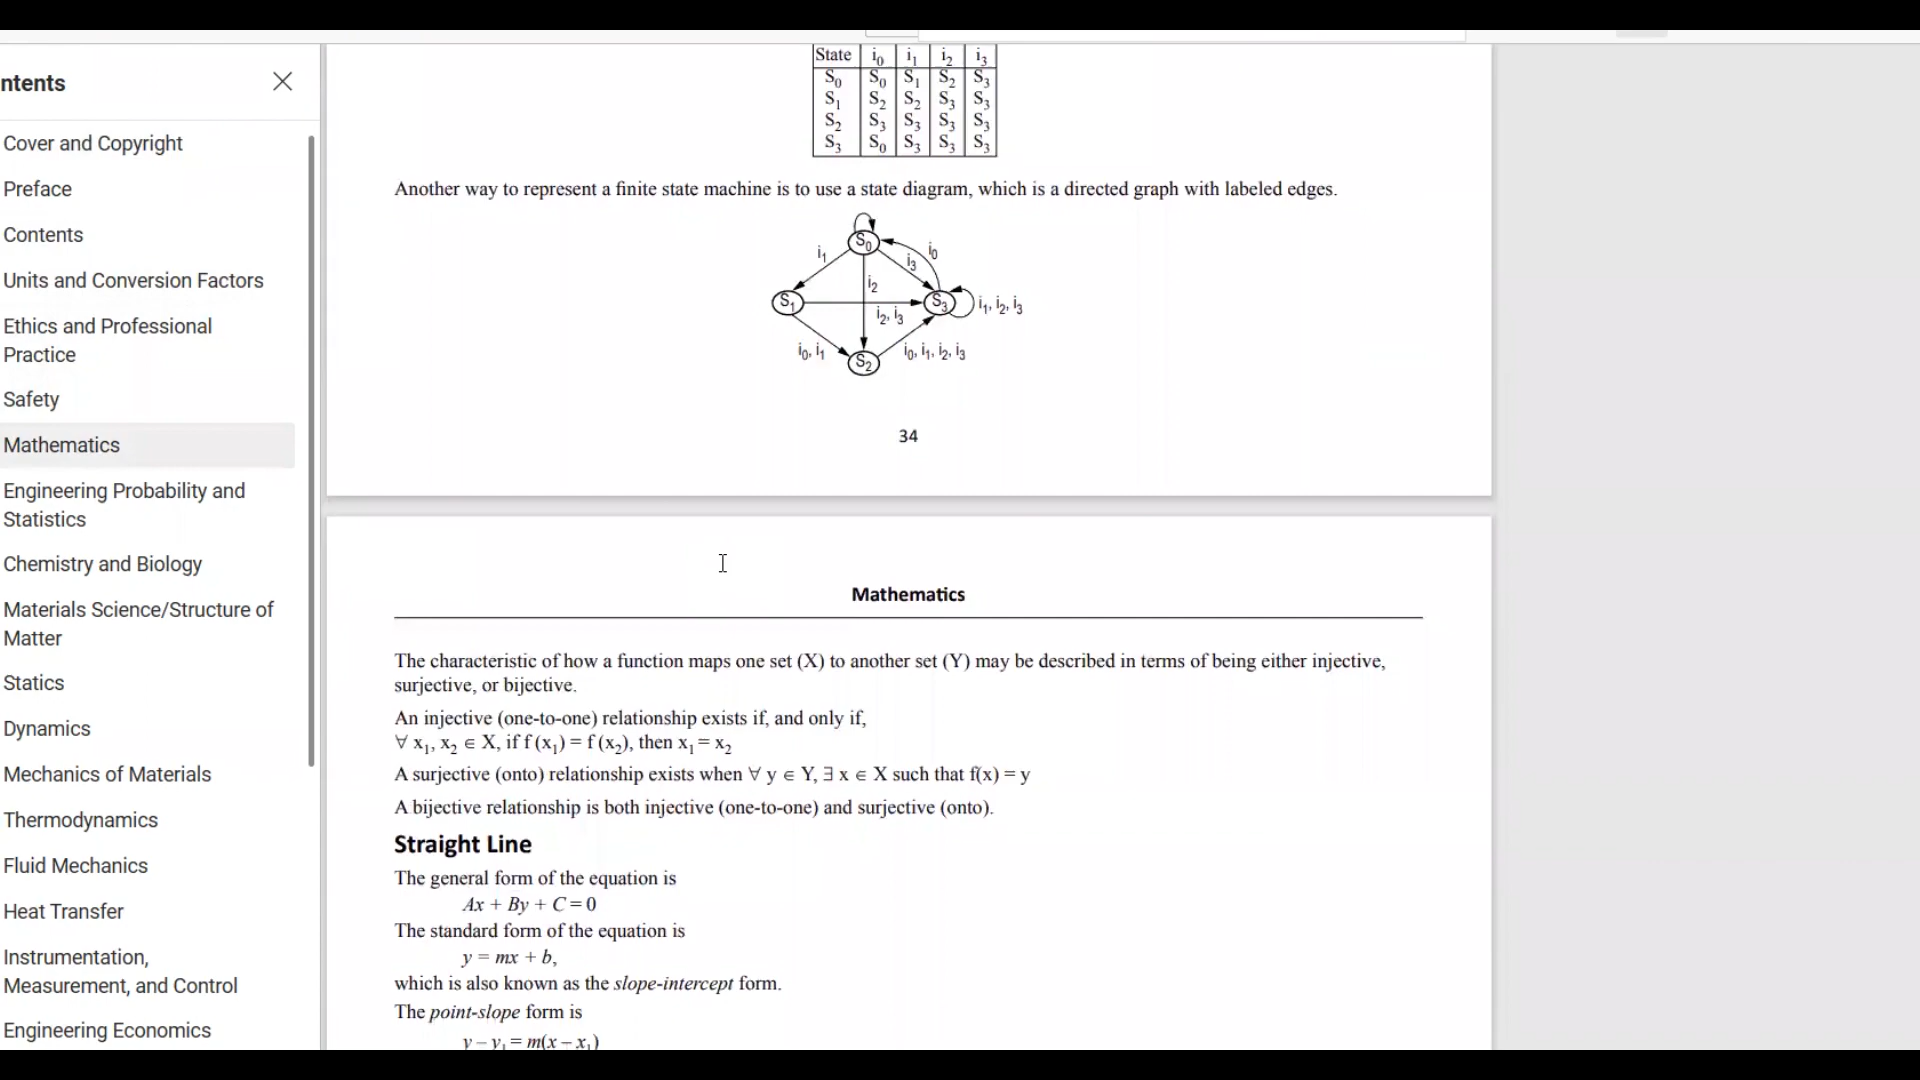 ntents
Cover and Copyright
Preface
Contents
Units and Conversion Factors
Ethics and Professional
Practice
Safety
Mathematics
Engineering Probability and
Statistics
Chemistry and Biology
Materials Science/Structure of
Matter
Statics
Dynamics
Mechanics of Materials
Thermodynamics
Fluid Mechanics
Heat Transfer
Instrumentation,
Measurement, and Control
Engineering Economics
State i₀ i₁ i₂ i₃
S₀ S₀ S₁ S₂ S₃
S₁ S₂ S₂ S₃ S₃
S₂ S₃ S₃ S₃ S₃
S₃ S₀ S₃ S₃ S₃
Another way to represent a finite state machine is to use a state diagram, which is a directed graph with labeled edges.
S₀
i₁
i₃
i₀
i₂
S₁
S₃
i₁, i₂, i₃
i₂, i₃
i₀, i₁
S₂
i₀, i₁, i₂, i₃
34
Mathematics
The characteristic of how a function maps one set (X) to another set (Y) may be described in terms of being either injective,
surjective, or bijective.
An injective (one-to-one) relationship exists if, and only if,
∀ x₁, x₂ ∈ X, if f (x₁) = f (x₂), then x₁ = x₂
A surjective (onto) relationship exists when ∀ y ∈ Y, ∃ x ∈ X such that f(x) = y
A bijective relationship is both injective (one-to-one) and surjective (onto).
Straight Line
The general form of the equation is
Ax + By + C = 0
The standard form of the equation is
y = mx + b,
which is also known as the slope-intercept form.
The point-slope form is
y – y₁ = m(x – x₁)